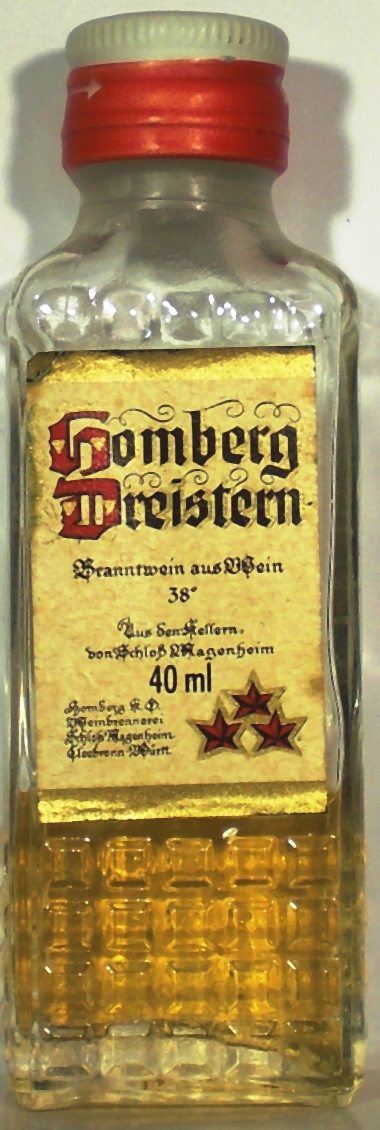 Homberg
Dreistern
Branntwein aus Wein
38°
Aus den Kellern
von Schloß Magenheim
40 ml
Homberg K.G.
Weinbrennerei
Schloß Magenheim
Cleebronn Württ.